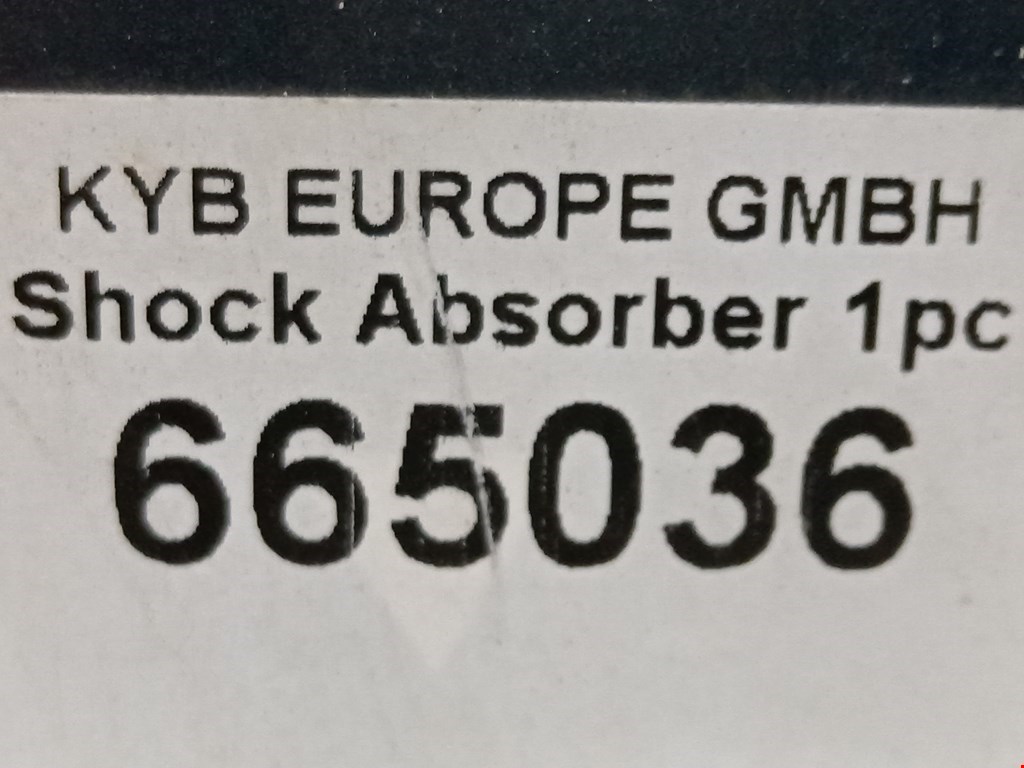 KYB EUROPE GMBH
Shock Absorber 1pc
665036